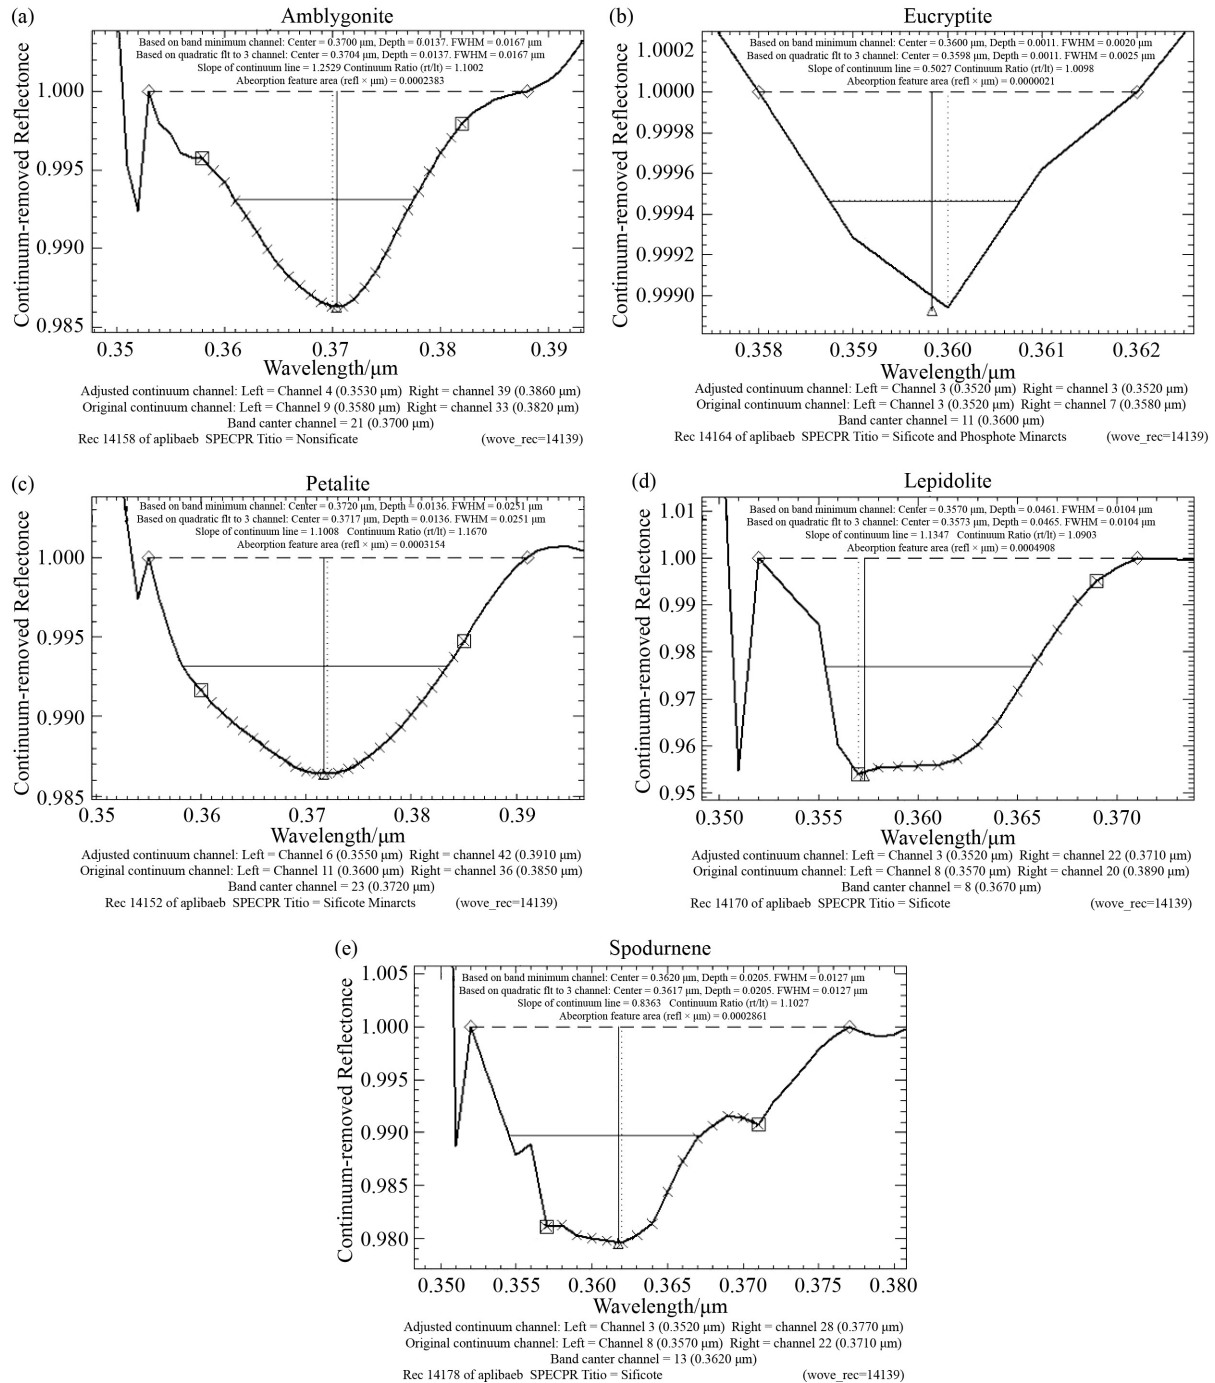 (a)
Amblygonite
Based on band minimum channel: Center = 0.3700 μm, Depth = 0.0137. FWHM = 0.0167 μm
Based on quadratic flt to 3 channel: Center = 0.3704 μm, Depth = 0.0137. FWHM = 0.0167 μm
Slope of continuum line = 1.2529 Continuum Ratio (rt/lt) = 1.1002
Abeorption feature area (refl × μm) = 0.0002383
Continuum-removed Reflectonce
1.000
0.995
0.990
0.985
0.35 0.36 0.37 0.38 0.39
Wavelength/μm
Adjusted continuum channel: Left = Channel 4 (0.3530 μm) Right = channel 39 (0.3860 μm)
Original continuum channel: Left = Channel 9 (0.3580 μm) Right = channel 33 (0.3820 μm)
Band canter channel = 21 (0.3700 μm)
Rec 14158 of aplibaeb SPECPR Titio = Nonsificate (wove_rec=14139)
(b)
Eucryptite
Based on band minimum channel: Center = 0.3600 μm, Depth = 0.0011. FWHM = 0.0020 μm
Based on quadratic flt to 3 channel: Center = 0.3598 μm, Depth = 0.0011. FWHM = 0.0025 μm
Slope of continuum line = 0.5027 Continuum Ratio (rt/lt) = 1.0098
Abeorption feature area (refl × μm) = 0.0000021
Continuum-removed Reflectonce
1.0002
1.0000
0.9998
0.9996
0.9994
0.9992
0.9990
0.358 0.359 0.360 0.361 0.362
Wavelength/μm
Adjusted continuum channel: Left = Channel 3 (0.3520 μm) Right = channel 3 (0.3520 μm)
Original continuum channel: Left = Channel 3 (0.3520 μm) Right = channel 7 (0.3580 μm)
Band canter channel = 11 (0.3600 μm)
Rec 14164 of aplibaeb SPECPR Titio = Sificote and Phosphote Minarcts (wove_rec=14139)
(c)
Petalite
Based on band minimum channel: Center = 0.3720 μm, Depth = 0.0136. FWHM = 0.0251 μm
Based on quadratic flt to 3 channel: Center = 0.3717 μm, Depth = 0.0136. FWHM = 0.0251 μm
Slope of continuum line = 1.1008 Continuum Ratio (rt/lt) = 1.1670
Abeorption feature area (refl × μm) = 0.0003154
Continuum-removed Reflectonce
1.000
0.995
0.990
0.985
0.35 0.36 0.37 0.38 0.39
Wavelength/μm
Adjusted continuum channel: Left = Channel 6 (0.3550 μm) Right = channel 42 (0.3910 μm)
Original continuum channel: Left = Channel 11 (0.3600 μm) Right = channel 36 (0.3850 μm)
Band canter channel = 23 (0.3720 μm)
Rec 14152 of aplibaeb SPECPR Titio = Sificote Minarcts (wove_rec=14139)
(d)
Lepidolite
Based on band minimum channel: Center = 0.3570 μm, Depth = 0.0461. FWHM = 0.0104 μm
Based on quadratic flt to 3 channel: Center = 0.3573 μm, Depth = 0.0465. FWHM = 0.0104 μm
Slope of continuum line = 1.1347 Continuum Ratio (rt/lt) = 1.0903
Abeorption feature area (refl × μm) = 0.0004908
Continuum-removed Reflectonce
1.01
1.00
0.99
0.98
0.97
0.96
0.95
0.350 0.355 0.360 0.365 0.370
Wavelength/μm
Adjusted continuum channel: Left = Channel 3 (0.3520 μm) Right = channel 22 (0.3710 μm)
Original continuum channel: Left = Channel 8 (0.3570 μm) Right = channel 20 (0.3890 μm)
Band canter channel = 8 (0.3670 μm)
Rec 14170 of aplibaeb SPECPR Titio = Sificote (wove_rec=14139)
(e)
Spodurnene
Based on band minimum channel: Center = 0.3620 μm, Depth = 0.0205. FWHM = 0.0127 μm
Based on quadratic flt to 3 channel: Center = 0.3617 μm, Depth = 0.0205. FWHM = 0.0127 μm
Slope of continuum line = 0.8363 Continuum Ratio (rt/lt) = 1.1027
Abeorption feature area (refl × μm) = 0.0002861
Continuum-removed Reflectonce
1.005
1.000
0.995
0.990
0.985
0.980
0.350 0.355 0.360 0.365 0.370 0.375 0.380
Wavelength/μm
Adjusted continuum channel: Left = Channel 3 (0.3520 μm) Right = channel 28 (0.3770 μm)
Original continuum channel: Left = Channel 8 (0.3570 μm) Right = channel 22 (0.3710 μm)
Band canter channel = 13 (0.3620 μm)
Rec 14178 of aplibaeb SPECPR Titio = Sificote (wove_rec=14139)